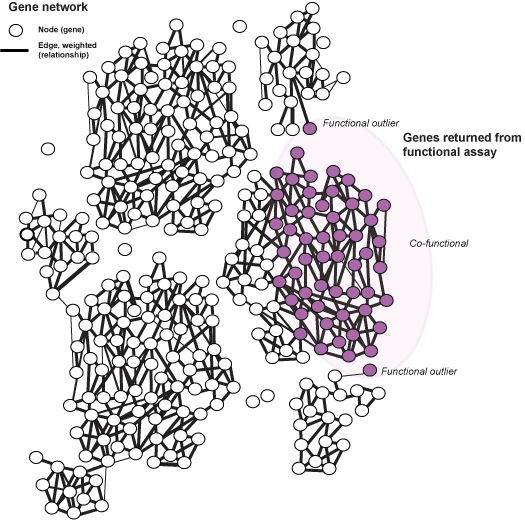 Gene network
Node (gene)
Edge, weighted
(relationship)
Functional outlier
Genes returned from
functional assay
Co-functional
Functional outlier